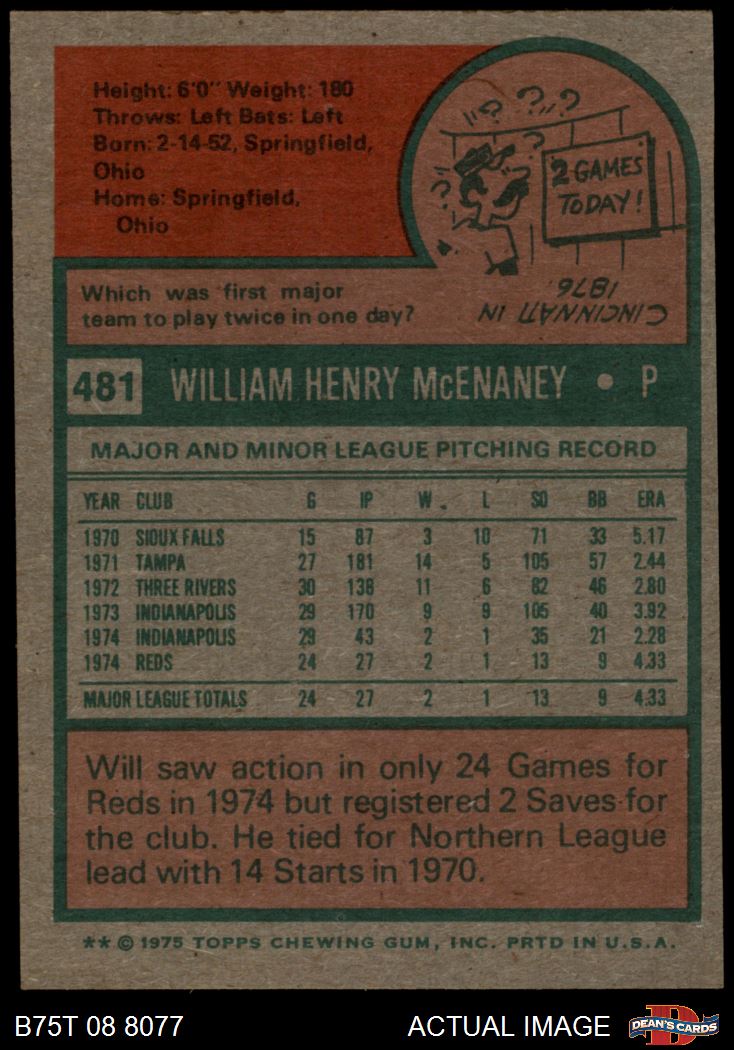 Height: 6'0" Weight: 180
Throws: Left Bats: Left
Born: 2-14-52, Springfield,
Ohio
Home: Springfield,
Ohio
? ? ? ?
2 GAMES
TODAY!
Which was first major
team to play twice in one day?
CINCINNATI IN
1876.
481 WILLIAM HENRY McENANEY • P
MAJOR AND MINOR LEAGUE PITCHING RECORD
YEAR CLUB G IP W. L SO BB ERA
1970 SIOUX FALLS 15 87 3 10 71 33 5.17
1971 TAMPA 27 181 14 5 105 57 2.44
1972 THREE RIVERS 30 138 11 6 82 46 2.80
1973 INDIANAPOLIS 29 170 9 9 105 40 3.92
1974 INDIANAPOLIS 29 43 2 1 35 21 2.28
1974 REDS 24 27 2 1 13 9 4.33
MAJOR LEAGUE TOTALS 24 27 2 1 13 9 4.33
Will saw action in only 24 Games for
Reds in 1974 but registered 2 Saves for
the club. He tied for Northern League
lead with 14 Starts in 1970.
** © 1975 TOPPS CHEWING GUM, INC. PRTD IN U.S.A.
B75T 08 8077 ACTUAL IMAGE DEAN'S CARDS